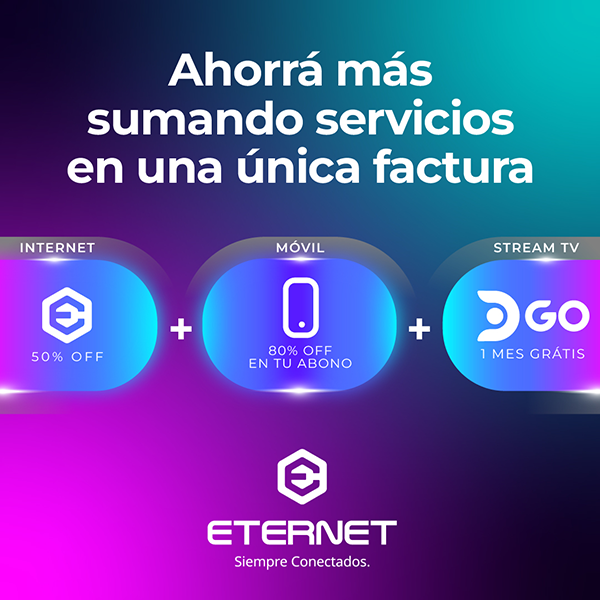 Ahorrá más
sumando servicios
en una única factura
INTERNET
50% OFF
+
MÓVIL
80% OFF
EN TU ABONO
+
STREAM TV
DGO
1 MES GRÁTIS
ETERNET
Siempre Conectados.